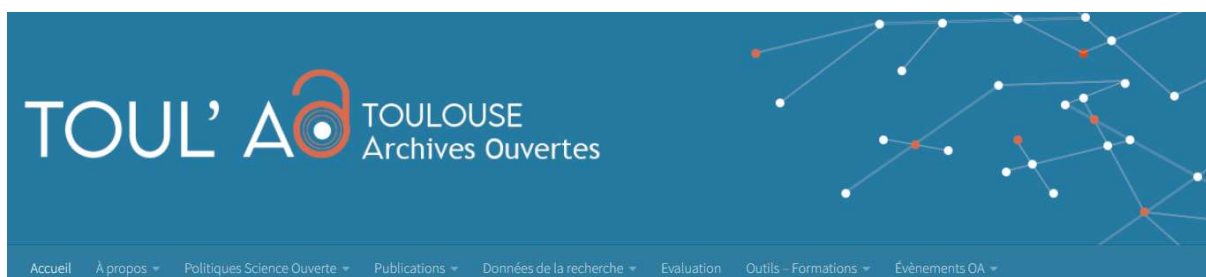 TOUL' AO
TOULOUSE
Archives Ouvertes
Accueil À propos Politiques Science Ouverte Publications Données de la recherche Evaluation Outils – Formations Évènements OA